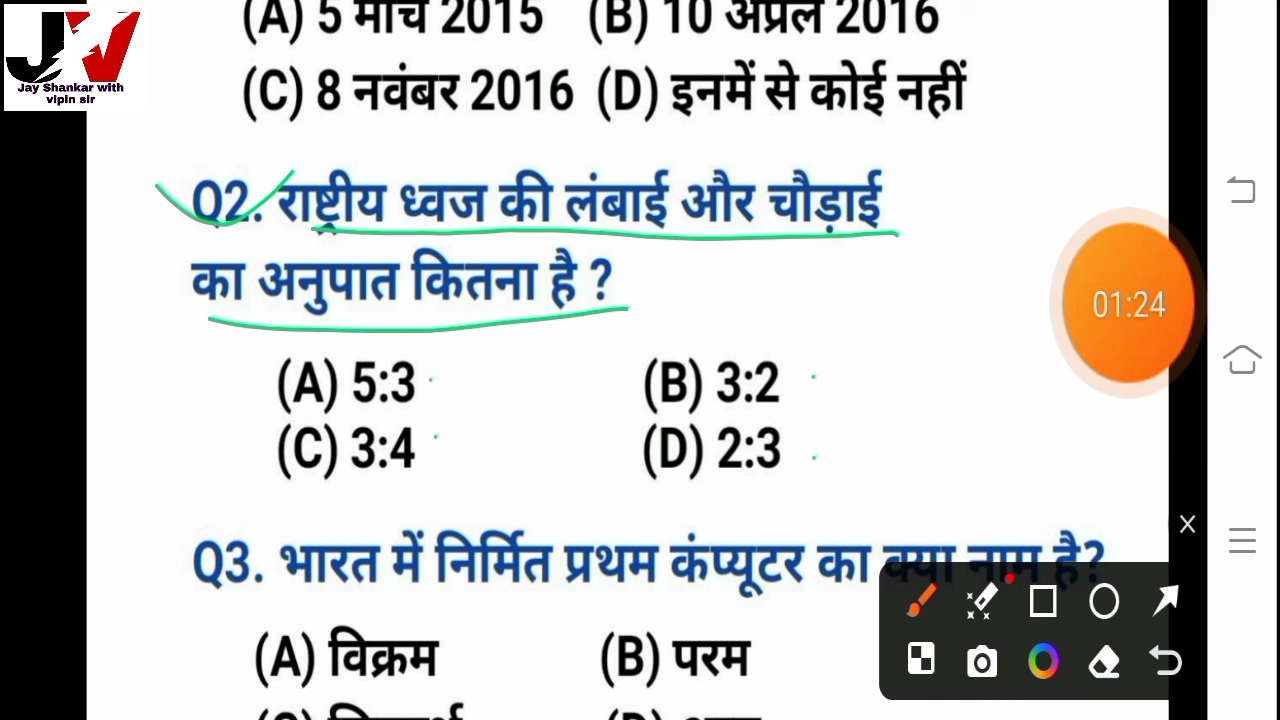 (A) 5 मार्च 2015 (B) 10 अप्रैल 2016
Jay Shankar with
vipin sir
(C) 8 नवंबर 2016 (D) इनमें से कोई नहीं
Q2. राष्ट्रीय ध्वज की लंबाई और चौड़ाई
का अनुपात कितना है ?
01:24
(A) 5:3 (B) 3:2
(C) 3:4 (D) 2:3
Q3. भारत में निर्मित प्रथम कंप्यूटर का क्या नाम है?
(A) विक्रम (B) परम